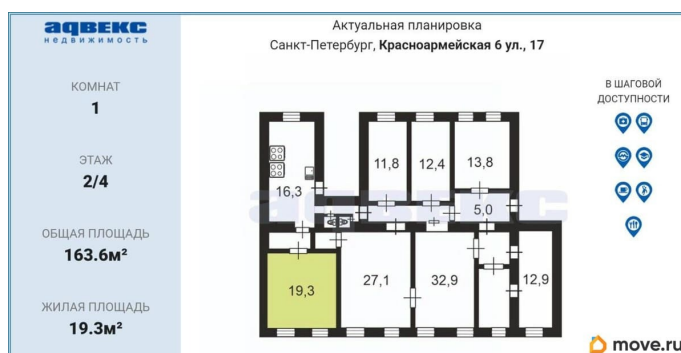 адвекс
НЕДВИЖИМОСТЬ
КОМНАТ
1
ЭТАЖ
2/4
ОБЩАЯ ПЛОЩАДЬ
163.6м²
ЖИЛАЯ ПЛОЩАДЬ
19.3м²
Актуальная планировка
Санкт-Петербург, Красноармейская 6 ул., 17
В ШАГОВОЙ
ДОСТУПНОСТИ
11,8
12,4
13,8
16,3
5,0
адвекс
19,3
27,1
32,9
12,9
move.ru